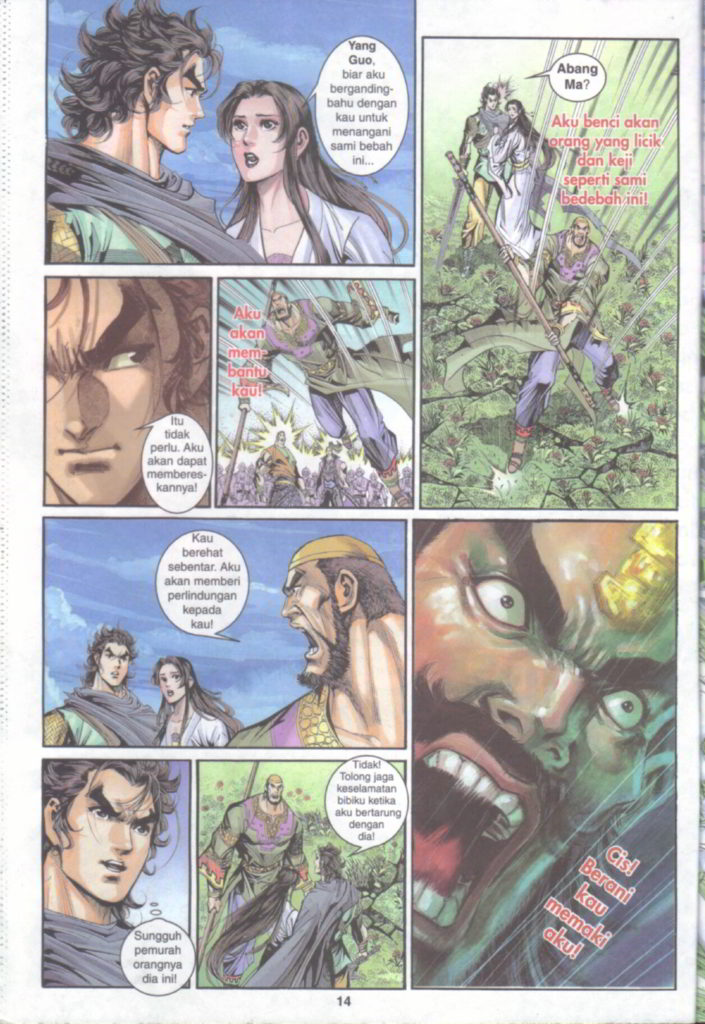 Yang
Guo,
biar aku
berganding-
bahu dengan
kau untuk
menangani
sami bebah
ini...
Abang
Ma?
Aku benci akan
orang yang licik
dan keji
seperti sami
bedebah ini!
Itu
tidak
perlu. Aku
akan dapat
memberes-
kannya!
Aku
akan
mem-
bantu
kau!
Kau
berehat
sebentar. Aku
akan memberi
perlindungan
kepada
kau!
Sungguh
pemurah
orangnya
dia ini!
Tidak!
Tolong jaga
keselamatan
bibiku ketika
aku bertarung
dengan
dia!
Cis!
Berani
kau
memaki
aku!
14